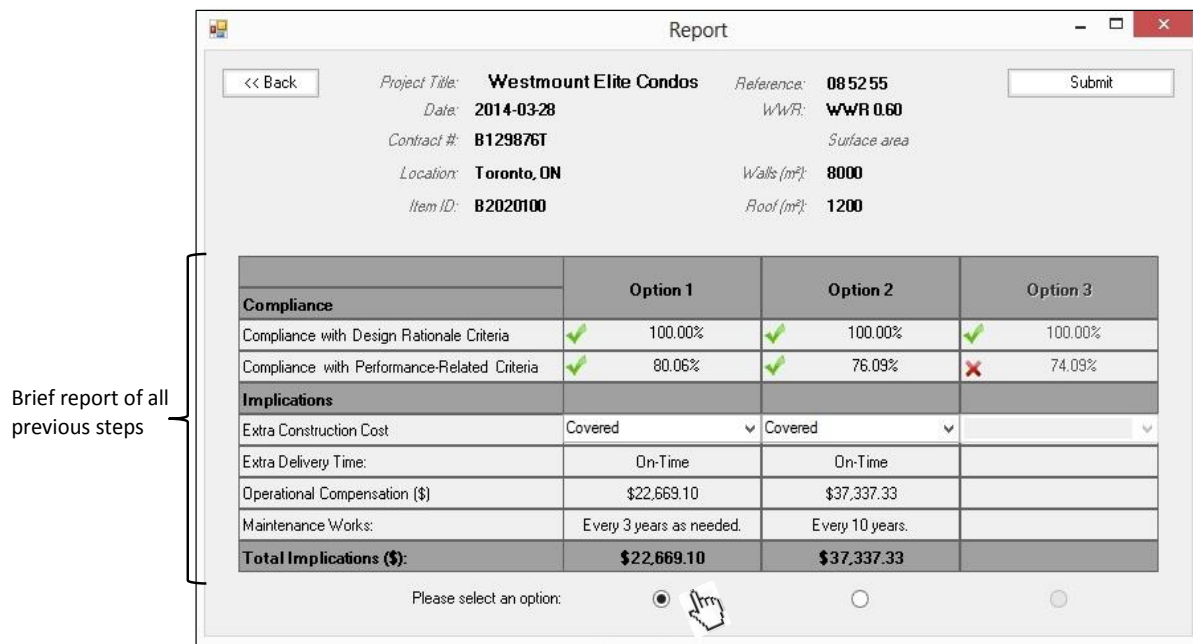 Report
<< Back
Project Title: Westmount Elite Condos Reference: 08 52 55
Submit
Date: 2014-03-28 WWR: WWR 0.60
Contract #: B129876T Surface area
Location: Toronto, ON Walls (m²): 8000
Item ID: B2020100 Roof (m²): 1200
Option 1 Option 2 Option 3
Compliance
Compliance with Design Rationale Criteria 100.00% 100.00% 100.00%
Compliance with Performance-Related Criteria 80.06% 76.09% 74.09%
Implications
Extra Construction Cost Covered Covered
Extra Delivery Time: On-Time On-Time
Operational Compensation ($) $22,669.10 $37,337.33
Maintenance Works: Every 3 years as needed. Every 10 years.
Total Implications ($): $22,669.10 $37,337.33
Please select an option:
Brief report of all
previous steps